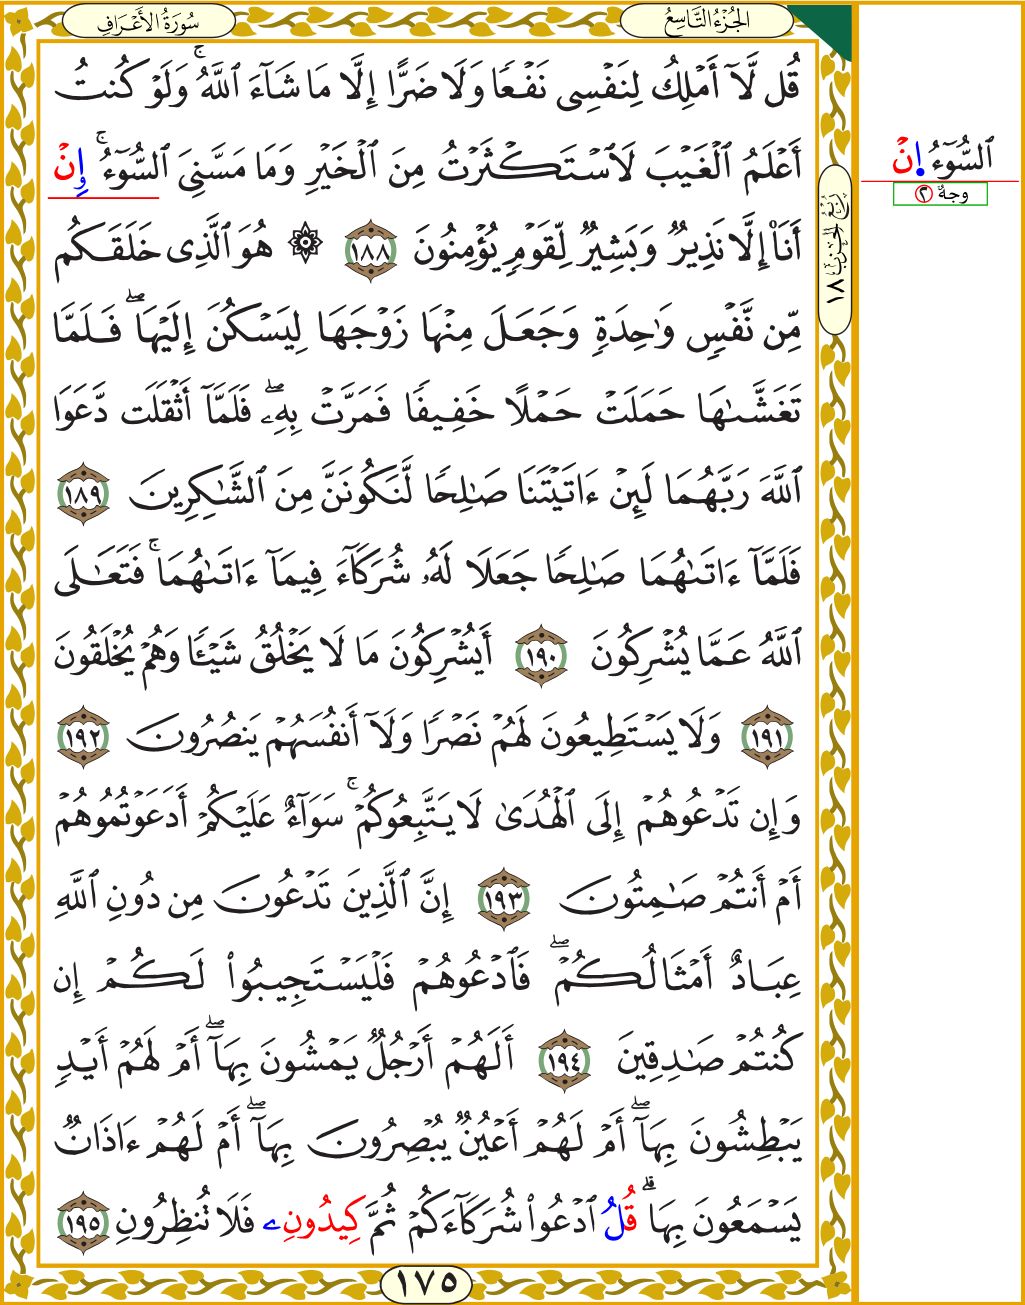 سُورَةُ الأَعْرَافِ
الجُزْءُ التَّاسِعُ
قُل لَّآ أَمْلِكُ لِنَفْسِى نَفْعًا وَلَا ضَرًّا إِلَّا مَا شَآءَ ٱللَّهُ ۚ وَلَوْ كُنتُ
أَعْلَمُ ٱلْغَيْبَ لَٱسْتَكْثَرْتُ مِنَ ٱلْخَيْرِ وَمَا مَسَّنِىَ ٱلسُّوٓءُ ۚ إِنْ
أَنَا۠ إِلَّا نَذِيرٌ وَبَشِيرٌ لِّقَوْمٍ يُؤْمِنُونَ ١٨٨ ۞ هُوَ ٱلَّذِى خَلَقَكُم
مِّن نَّفْسٍ وَٰحِدَةٍ وَجَعَلَ مِنْهَا زَوْجَهَا لِيَسْكُنَ إِلَيْهَا ۖ فَلَمَّا
تَغَشَّىٰهَا حَمَلَتْ حَمْلًا خَفِيفًا فَمَرَّتْ بِهِۦ ۖ فَلَمَّآ أَثْقَلَت دَّعَوَا
ٱللَّهَ رَبَّهُمَا لَئِنْ ءَاتَيْتَنَا صَٰلِحًا لَّنَكُونَنَّ مِنَ ٱلشَّٰكِرِينَ ١٨٩
فَلَمَّآ ءَاتَىٰهُمَا صَٰلِحًا جَعَلَا لَهُۥ شُرَكَآءَ فِيمَآ ءَاتَىٰهُمَا ۚ فَتَعَٰلَى
ٱللَّهُ عَمَّا يُشْرِكُونَ ١٩٠ أَيُشْرِكُونَ مَا لَا يَخْلُقُ شَيْـًٔا وَهُمْ يُخْلَقُونَ
١٩١ وَلَا يَسْتَطِيعُونَ لَهُمْ نَصْرًا وَلَآ أَنفُسَهُمْ يَنصُرُونَ ١٩٢
وَإِن تَدْعُوهُمْ إِلَى ٱلْهُدَىٰ لَا يَتَّبِعُوكُمْ ۚ سَوَآءٌ عَلَيْكُمْ أَدَعَوْتُمُوهُمْ
أَمْ أَنتُمْ صَٰمِتُونَ ١٩٣ إِنَّ ٱلَّذِينَ تَدْعُونَ مِن دُونِ ٱللَّهِ
عِبَادٌ أَمْثَالُكُمْ ۖ فَٱدْعُوهُمْ فَلْيَسْتَجِيبُوا۟ لَكُمْ إِن
كُنتُمْ صَٰدِقِينَ ١٩٤ أَلَهُمْ أَرْجُلٌ يَمْشُونَ بِهَآ ۖ أَمْ لَهُمْ أَيْدٍ
يَبْطِشُونَ بِهَآ ۖ أَمْ لَهُمْ أَعْيُنٌ يُبْصِرُونَ بِهَآ ۖ أَمْ لَهُمْ ءَاذَانٌ
يَسْمَعُونَ بِهَا ۗ قُلُ ٱدْعُوا۟ شُرَكَآءَكُمْ ثُمَّ كِيدُونِۦ فَلَا تُنظِرُونِ ١٩٥
١٧٥
رُبْعُ الحِزْبِ ١٨
ٱلسُّوٓءُ إِنْ
وجهٌ ٢